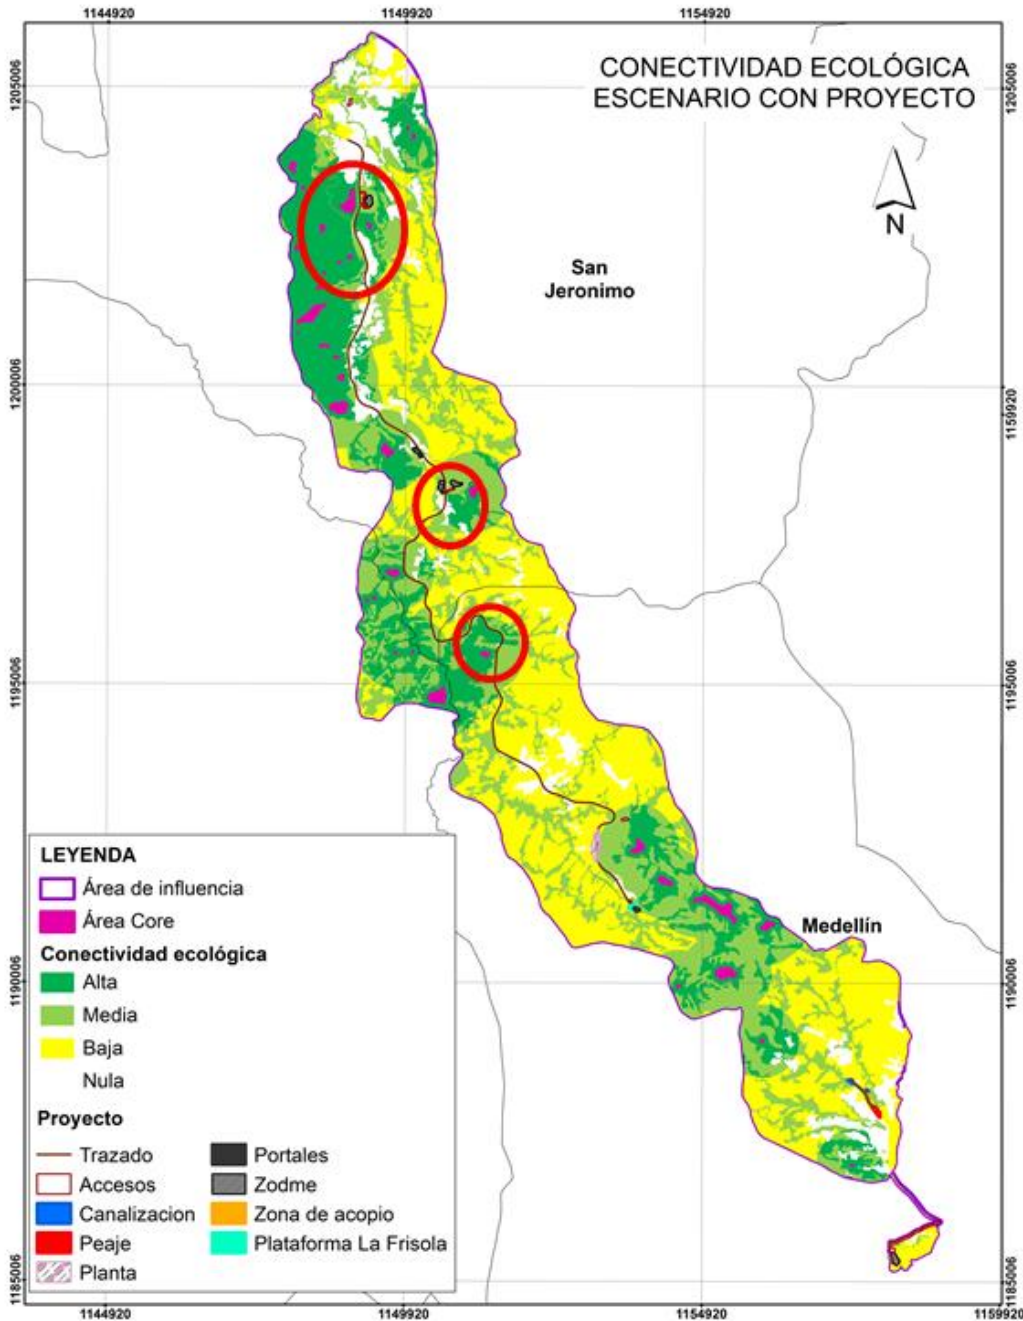 1144920
1149920
1154920
CONECTIVIDAD ECOLÓGICA
ESCENARIO CON PROYECTO
1205006
1205006
N
San
Jeronimo
1200006
1159920
1195006
1195006
LEYENDA
Área de influencia
Área Core
Conectividad ecológica
Alta
Media
Baja
Nula
Medellín
1190006
1190006
Proyecto
Trazado
Portales
Accesos
Zodme
Canalizacion
Zona de acopio
Peaje
Plataforma La Frisola
Planta
1185006
1185006
1144920
1149920
1154920
1159920